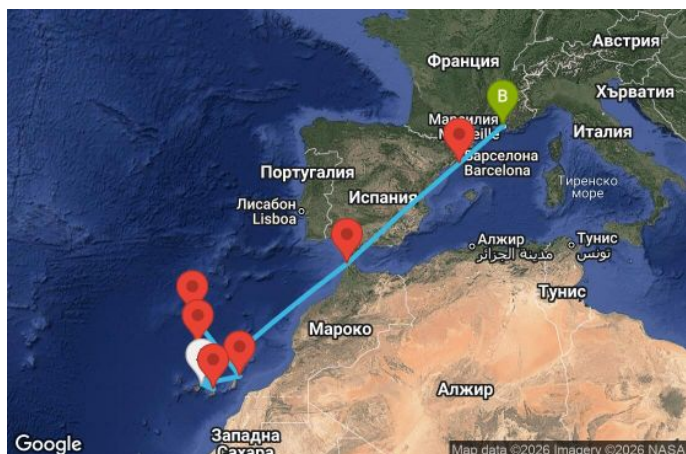 Австрия
Франция
B
Хърватия
Марсилия
Marseille
Италия
Барселона
Barcelona
Португалия
Тиренско
море
Испания
Лисабон
Lisboa
Алжир
مدينة الجزائر
Тунис
تونس
Тунис
Мароко
Алжир
Западна
Сахара
Google
Map data ©2026 Imagery ©2026 NASA